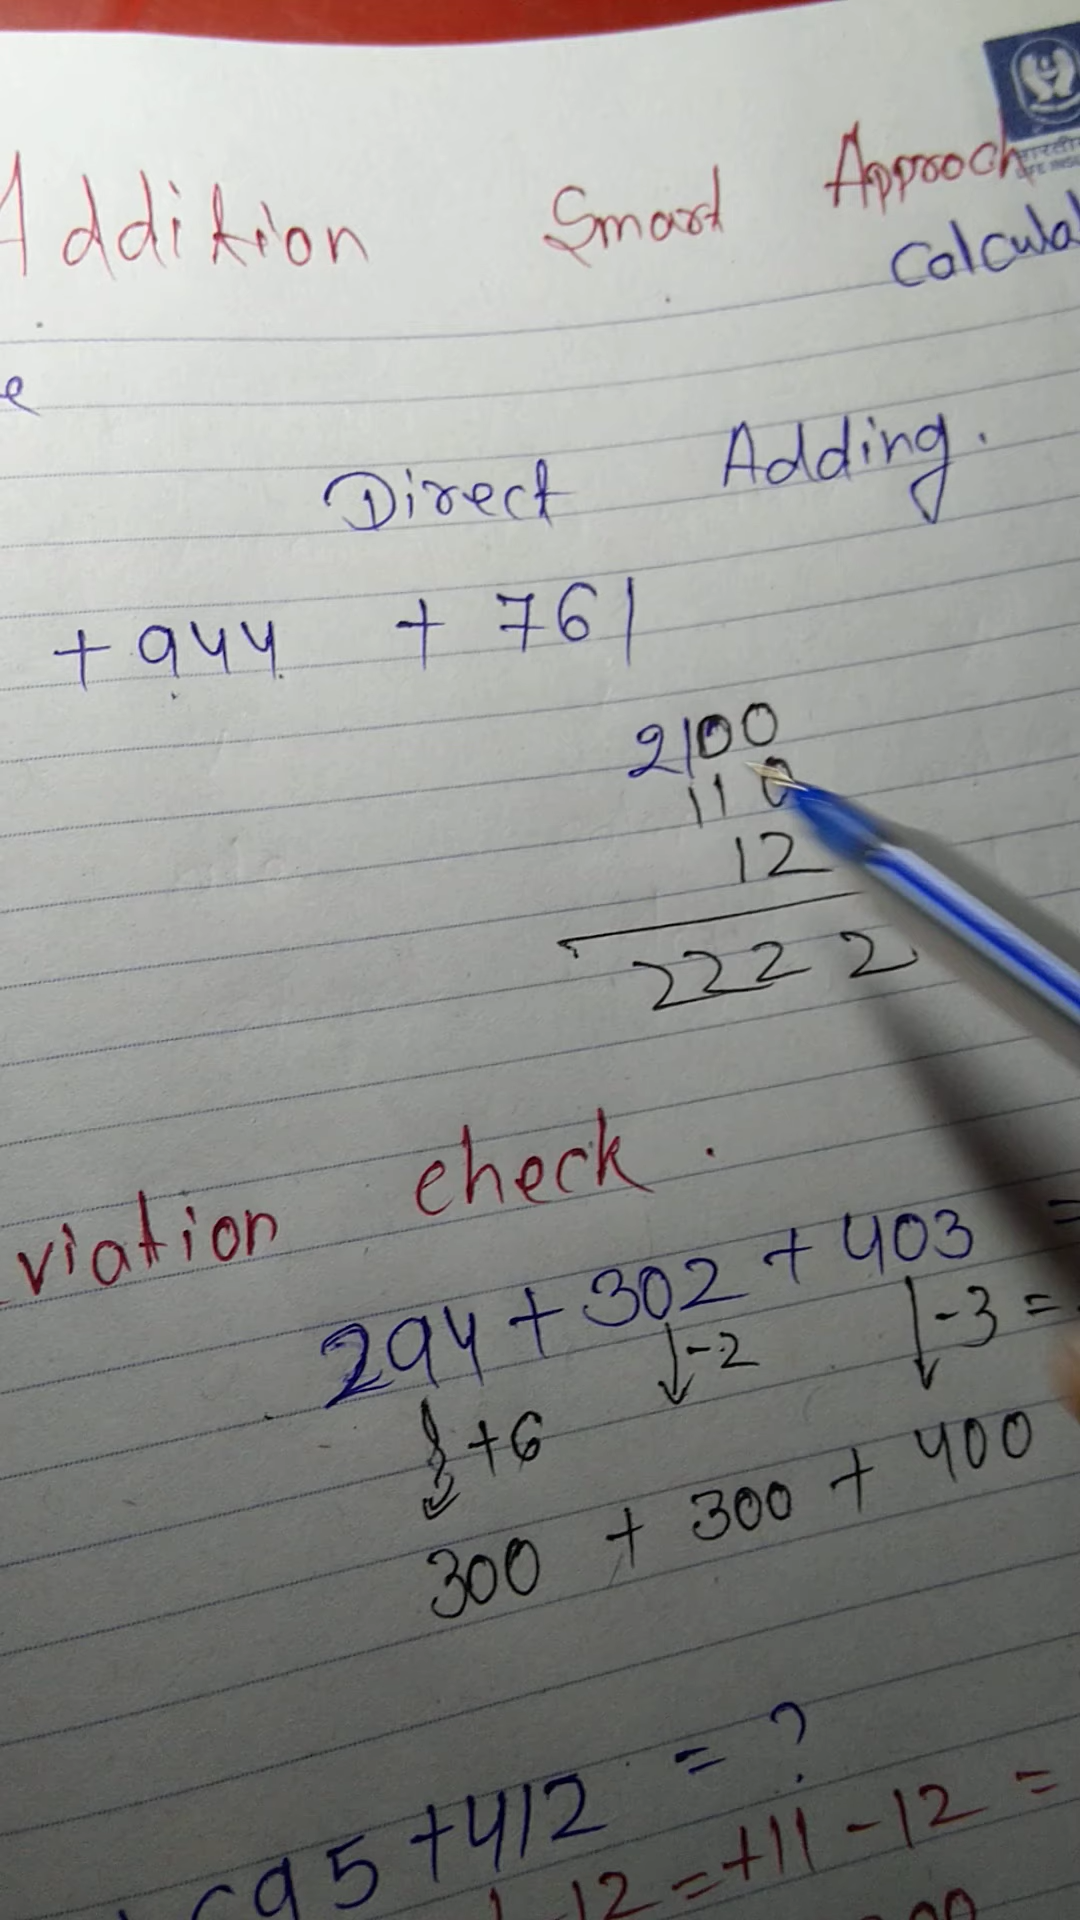 Addition Smart Approach
Calcula
e
Direct Adding.
+ 944 + 761
2100
110
12
2222
viation check.
294 + 302 + 403 =
+6 -2 -3 =
300 + 300 + 400
95 + 412 = ?
12 = +11 - 12 =
00